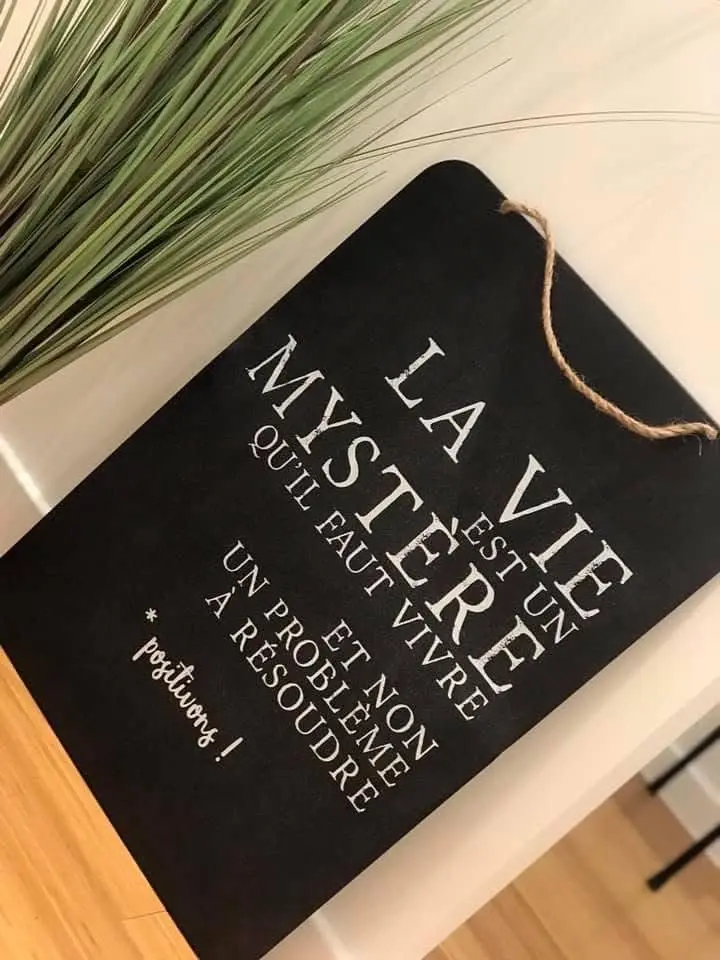 LA VIE
EST UN
MYSTÈRE
QU'IL FAUT VIVRE
ET NON
UN PROBLÈME
À RÉSOUDRE
* positivons !